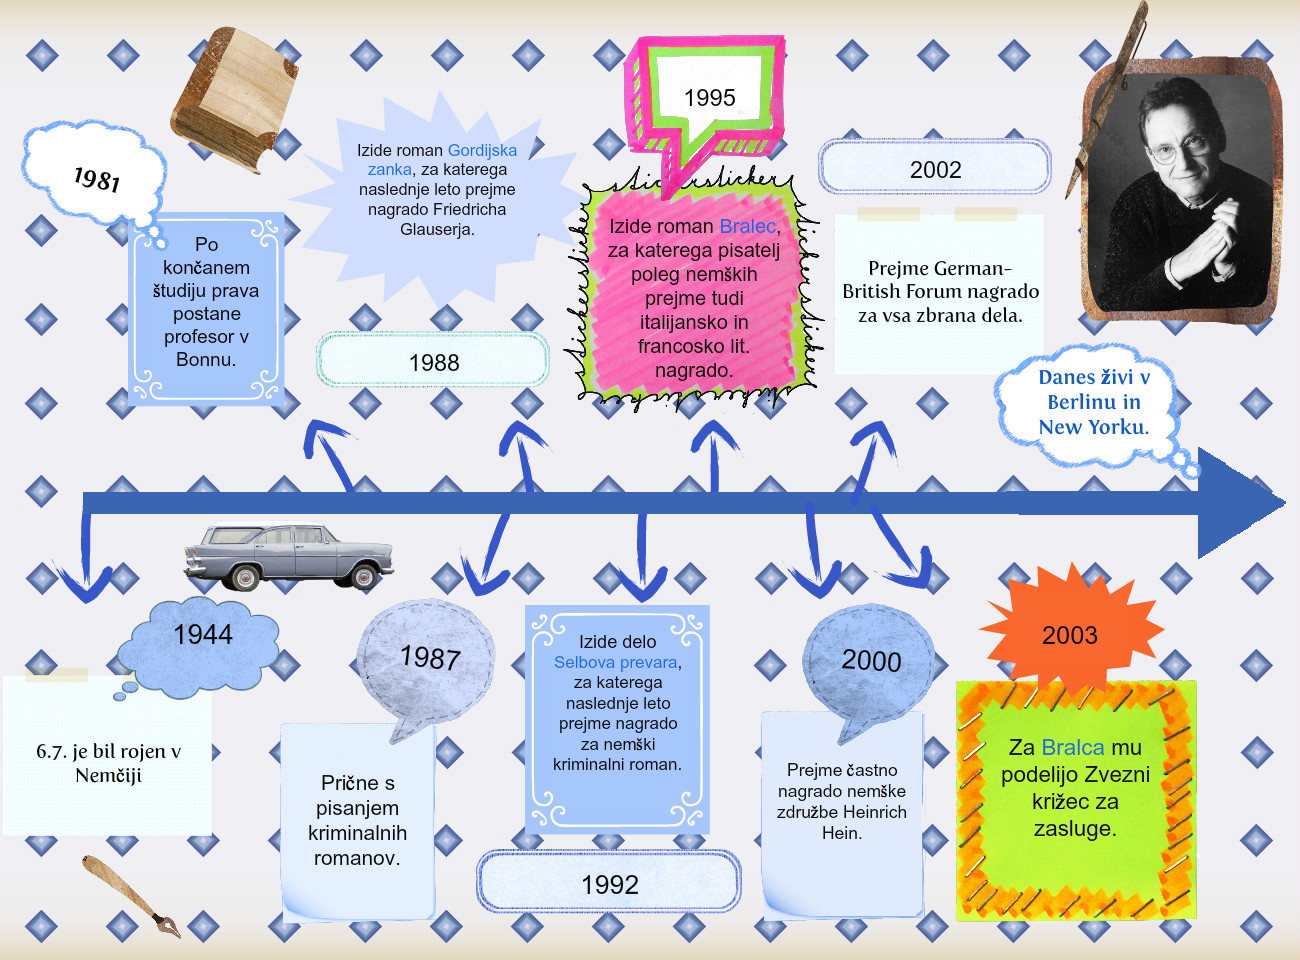 1981
Po
končanem
študiju prava
postane
profesor v
Bonnu.
Izide roman Gordijska
zanka, za katerega
naslednje leto prejme
nagrado Friedricha
Glauserja.
1988
1995
stickerstickers
Izide roman Bralec,
za katerega pisatelj
poleg nemških
prejme tudi
italijansko in
francosko lit.
nagrado.
2002
Prejme German-
British Forum nagrado
za vsa zbrana dela.
Danes živi v
Berlinu in
New Yorku.
1944
6.7. je bil rojen v
Nemčiji
1987
Prične s
pisanjem
kriminalnih
romanov.
Izide delo
Selbova prevara,
za katerega
naslednje leto
prejme nagrado
za nemški
kriminalni roman.
1992
2000
Prejme častno
nagrado nemške
združbe Heinrich
Hein.
2003
Za Bralca mu
podelijo Zvezni
križec za
zasluge.